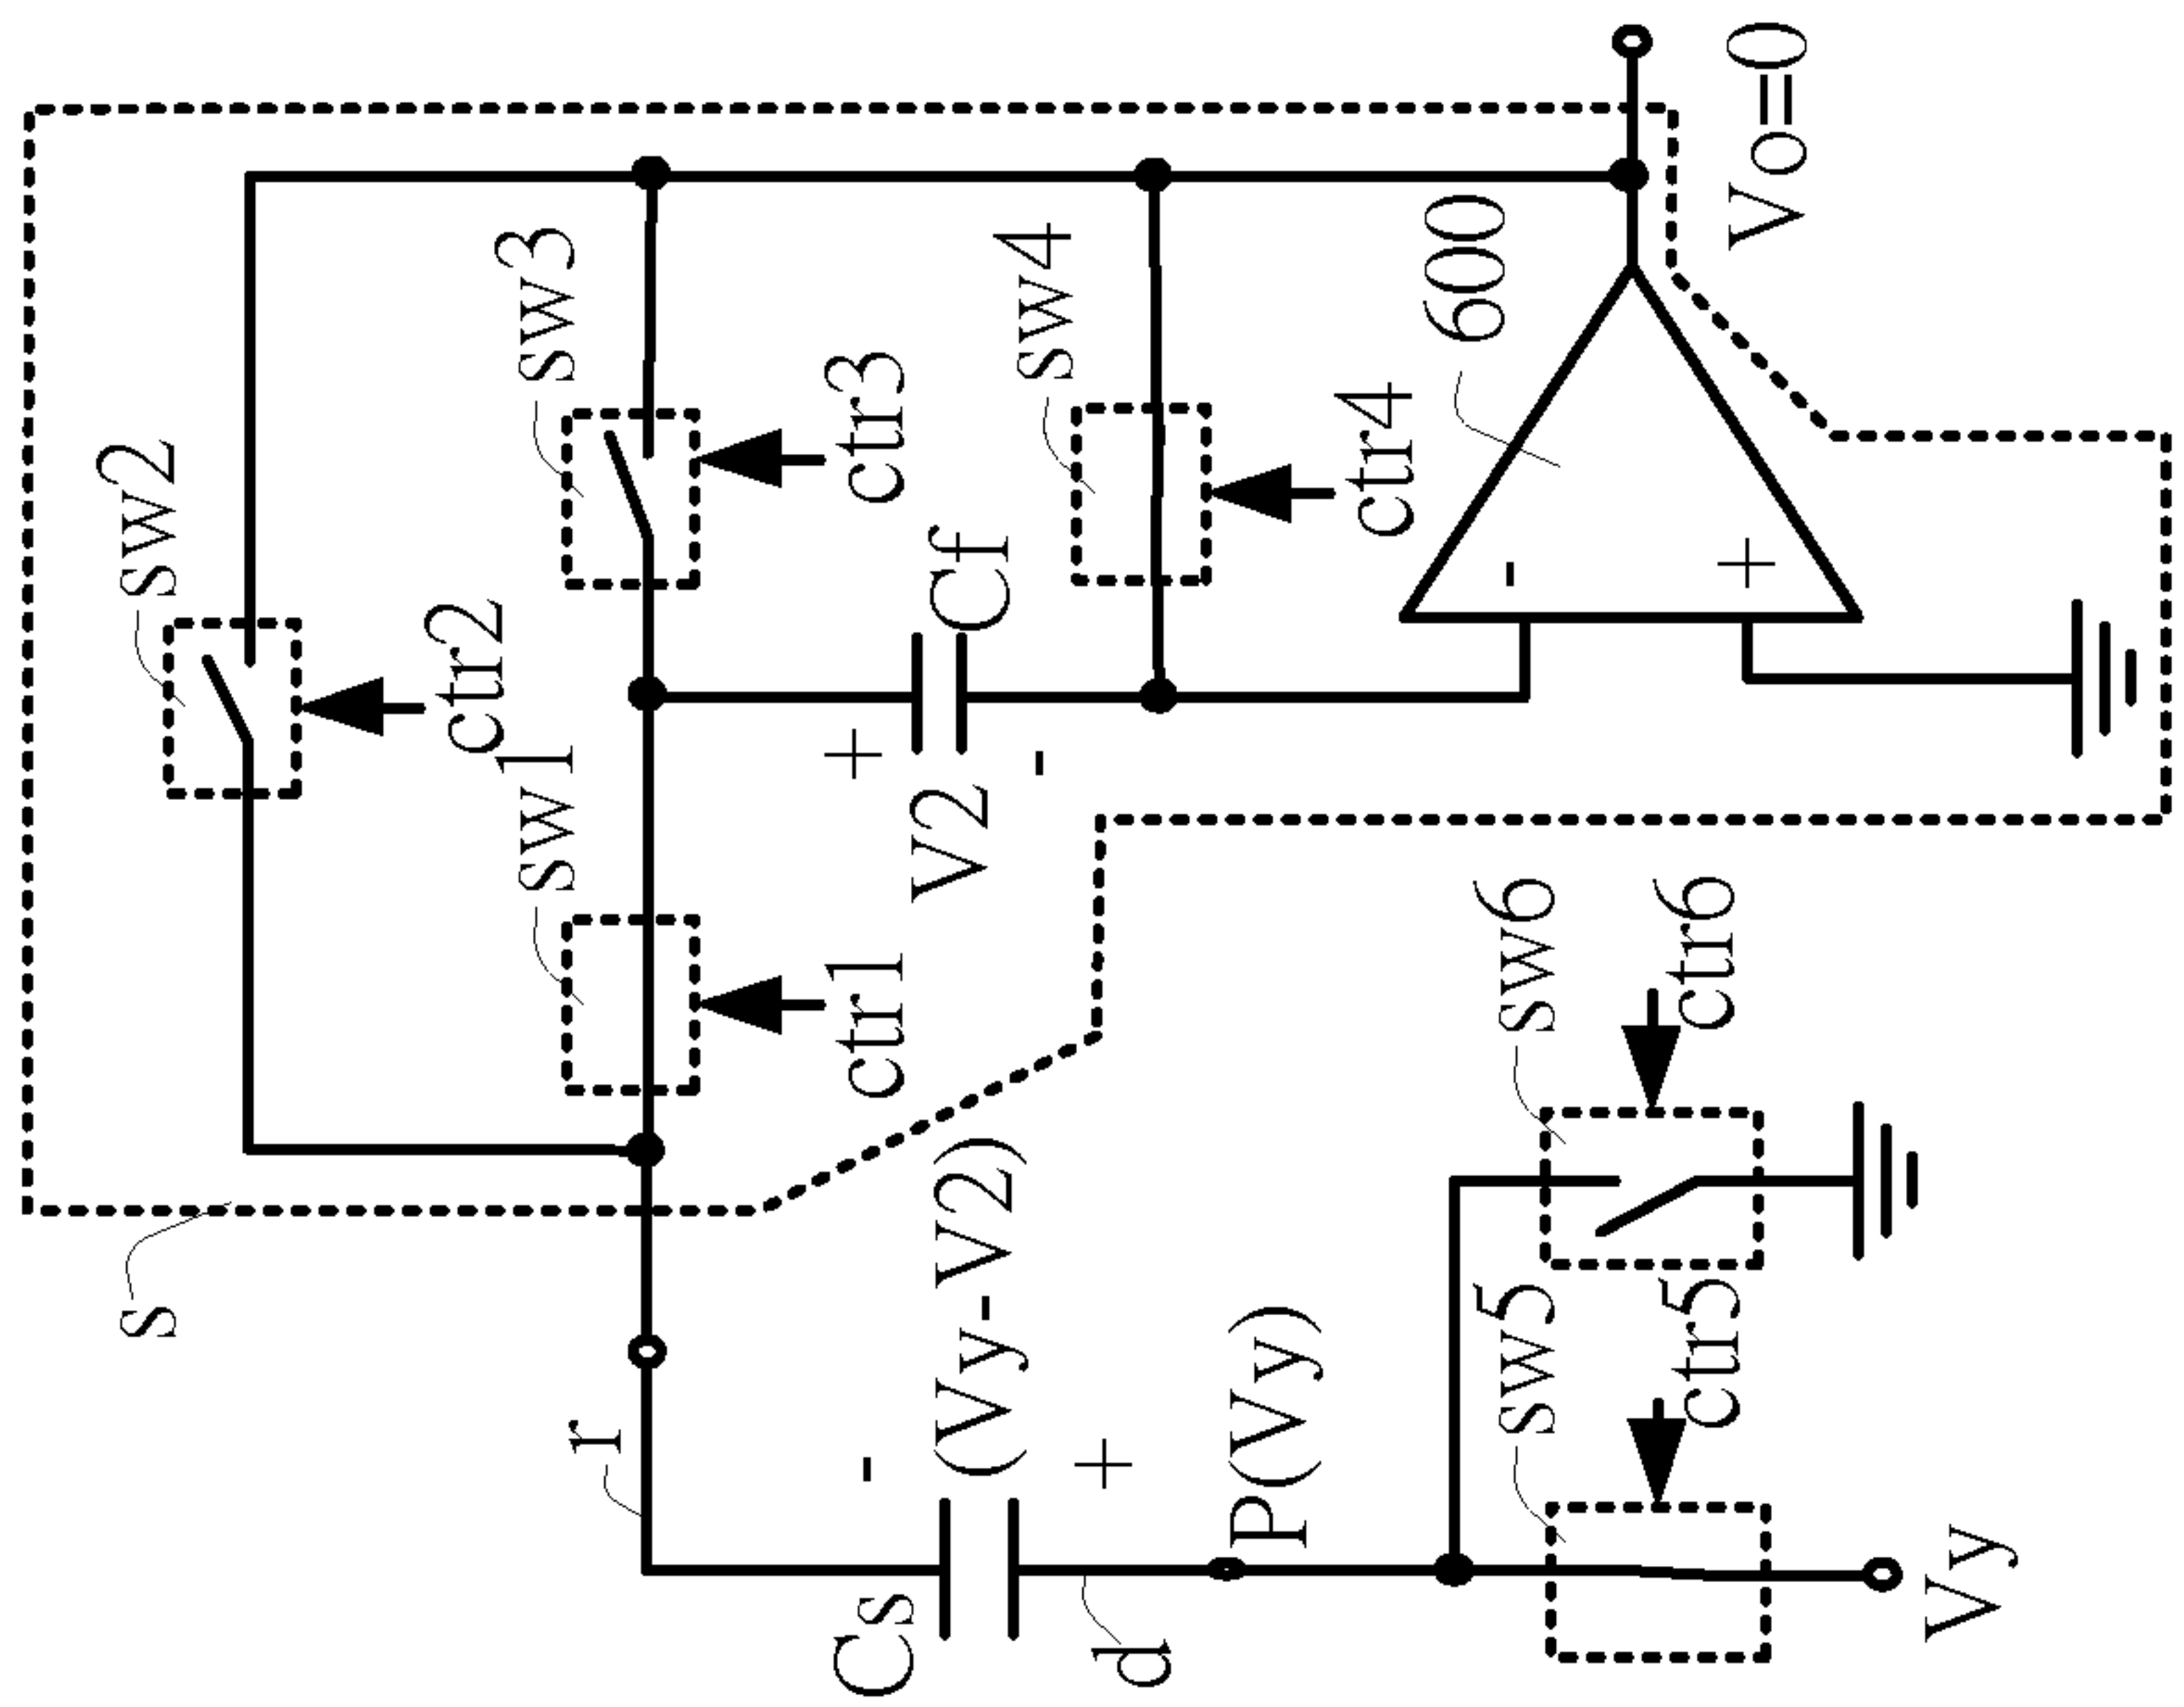 s
sw2
ctr2
sw3
ctr3
sw1
ctr1
r
Cf
+
V2
-
sw4
ctr4
600
-
+
Vo=0
Cs
-
(Vy-V2)
+
d
P(Vy)
sw5
ctr5
sw6
ctr6
Vy